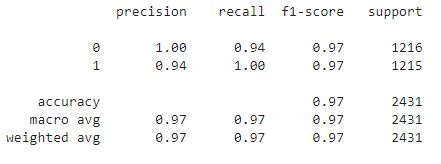 precision recall f1-score support
0 1.00 0.94 0.97 1216
1 0.94 1.00 0.97 1215
accuracy 0.97 2431
macro avg 0.97 0.97 0.97 2431
weighted avg 0.97 0.97 0.97 2431